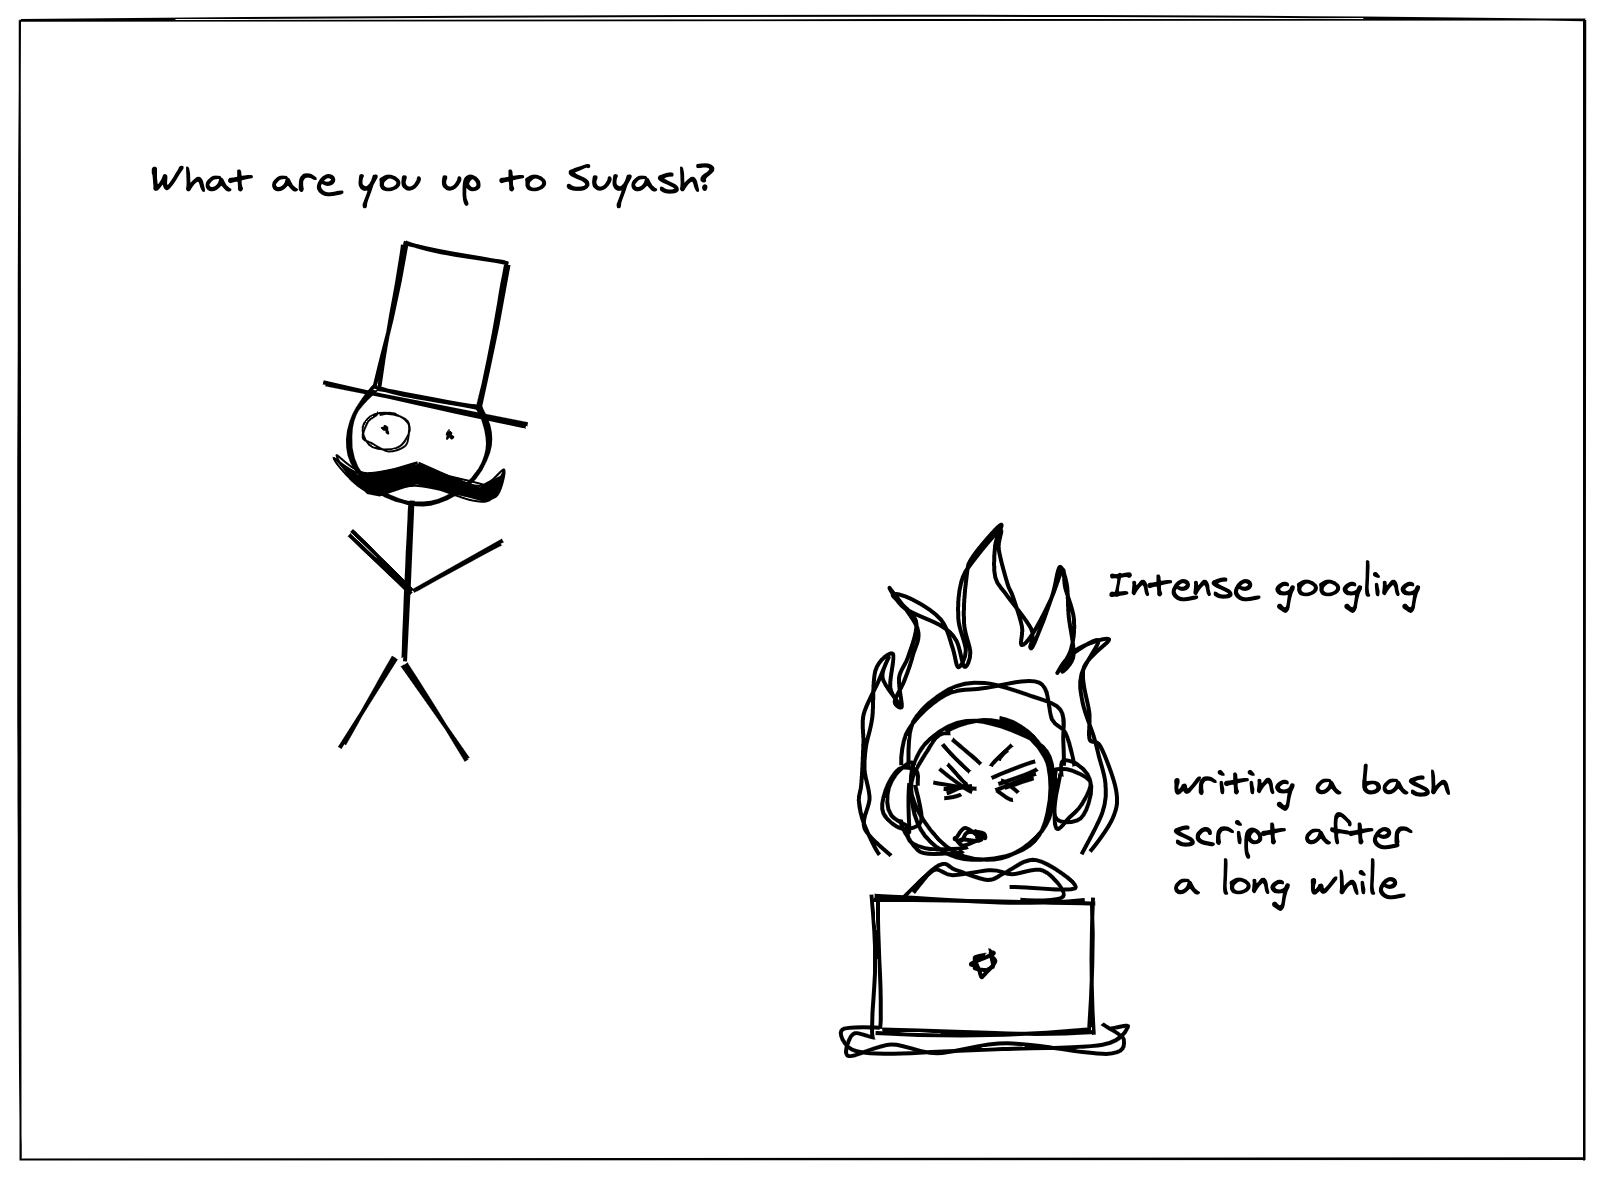 What are you up to Suyash?
Intense googling
writing a bash
script after
a long while